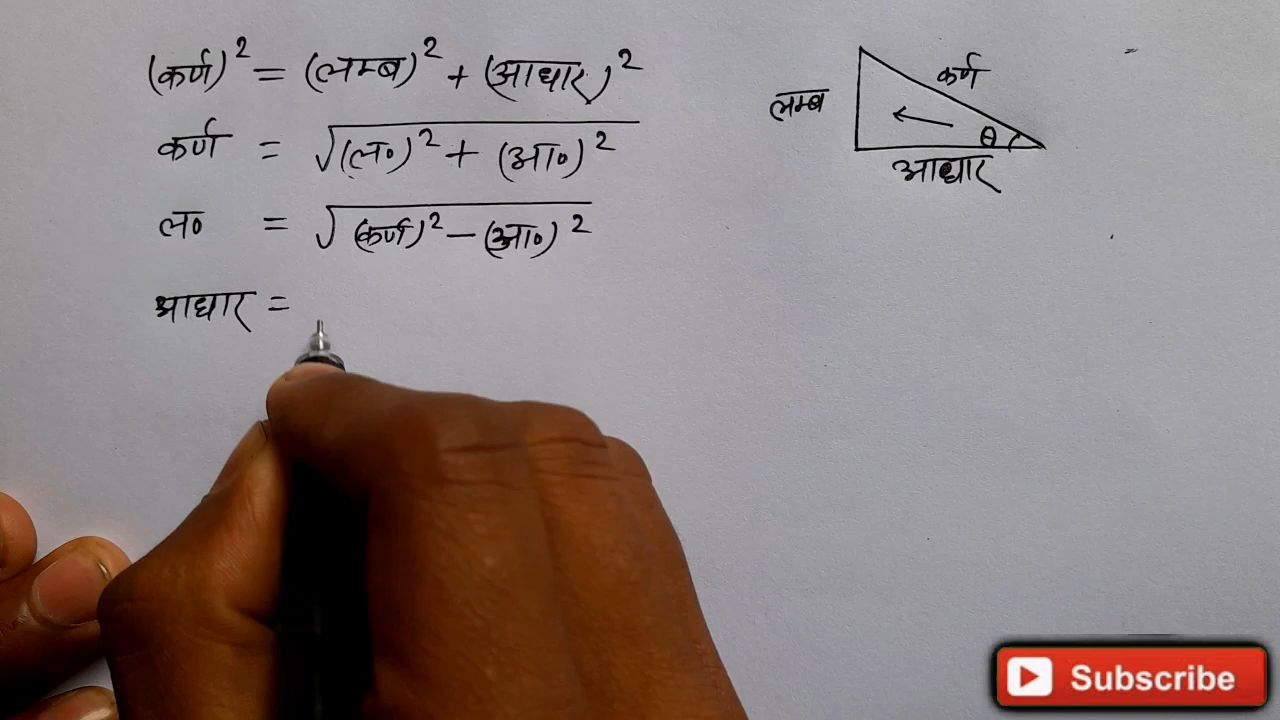 (कर्ण)² = (लम्ब)² + (आधार)²
कर्ण = √(ल०)² + (आ०)²
ल० = √(कर्ण)² – (आ०)²
आधार =
लम्ब
कर्ण
θ
आधार
Subscribe